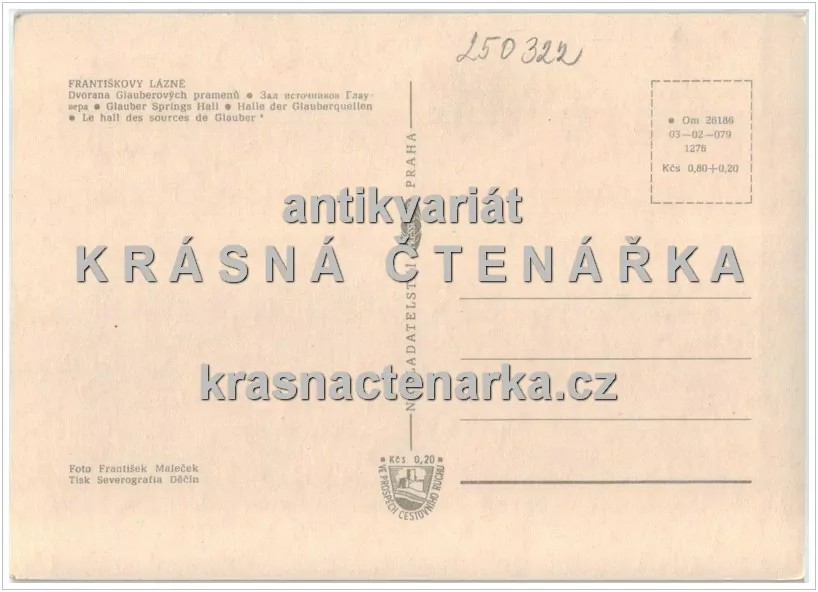 250322
FRANTIŠKOVY LÁZNĚ
Dvorana Glauberových pramenů ● Зал источников Глау-
вера ● Glauber Springs Hall ● Halle der Glauberquellen
● Le hall des sources de Glauber
● Om 26186
03—02—079
1276
Kčs 0,80+0,20
antikvariát
KRÁSNÁ ČTENÁŘKA
krasnactenarka.cz
NAKLADATELSTVÍ PRAHA
Foto František Maleček
Tisk Severografia Děčín
● Kčs 0,20 ●
VE PROSPĚCH CESTOVNÍHO RUCHU